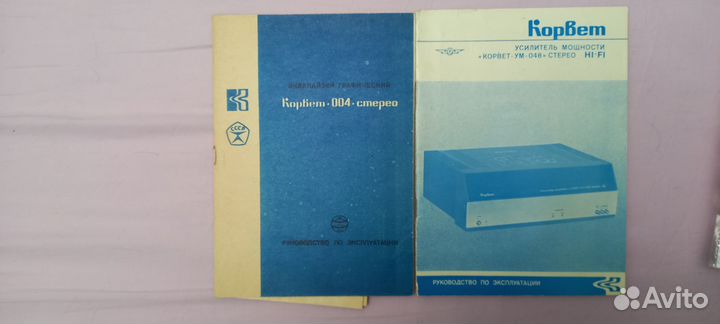 СССР
ЭКВАЛАЙЗЕР ГРАФИЧЕСКИЙ
Корвет·004·стерео
РУКОВОДСТВО ПО ЭКСПЛУАТАЦИИ
Корвет
УСИЛИТЕЛЬ МОЩНОСТИ
«КОРВЕТ-УМ-048» СТЕРЕО HI-FI
Корвет
РУКОВОДСТВО ПО ЭКСПЛУАТАЦИИ
Avito